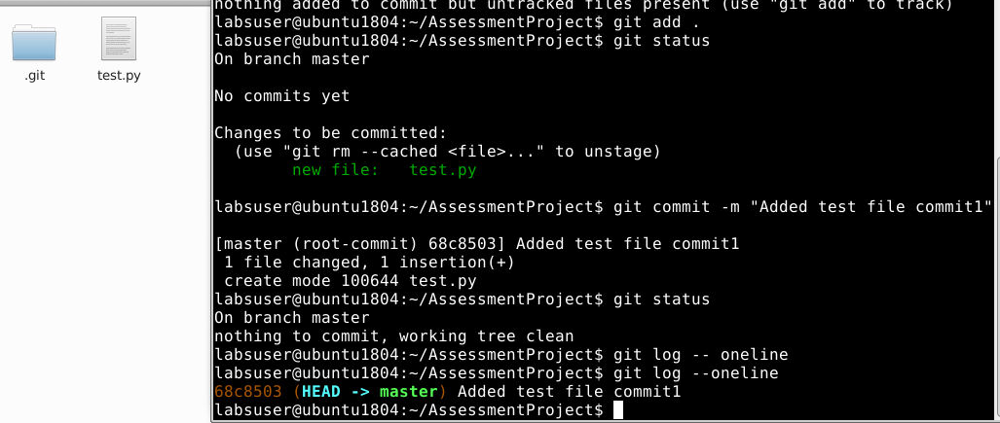 .git
test.py
nothing added to commit but untracked files present (use "git add" to track)
labsuser@ubuntu1804:~/AssessmentProject$ git add .
labsuser@ubuntu1804:~/AssessmentProject$ git status
On branch master
No commits yet
Changes to be committed:
(use "git rm --cached <file>..." to unstage)
new file:   test.py
labsuser@ubuntu1804:~/AssessmentProject$ git commit -m "Added test file commit1"
[master (root-commit) 68c8503] Added test file commit1
1 file changed, 1 insertion(+)
create mode 100644 test.py
labsuser@ubuntu1804:~/AssessmentProject$ git status
On branch master
nothing to commit, working tree clean
labsuser@ubuntu1804:~/AssessmentProject$ git log -- oneline
labsuser@ubuntu1804:~/AssessmentProject$ git log --oneline
68c8503 (HEAD -> master) Added test file commit1
labsuser@ubuntu1804:~/AssessmentProject$